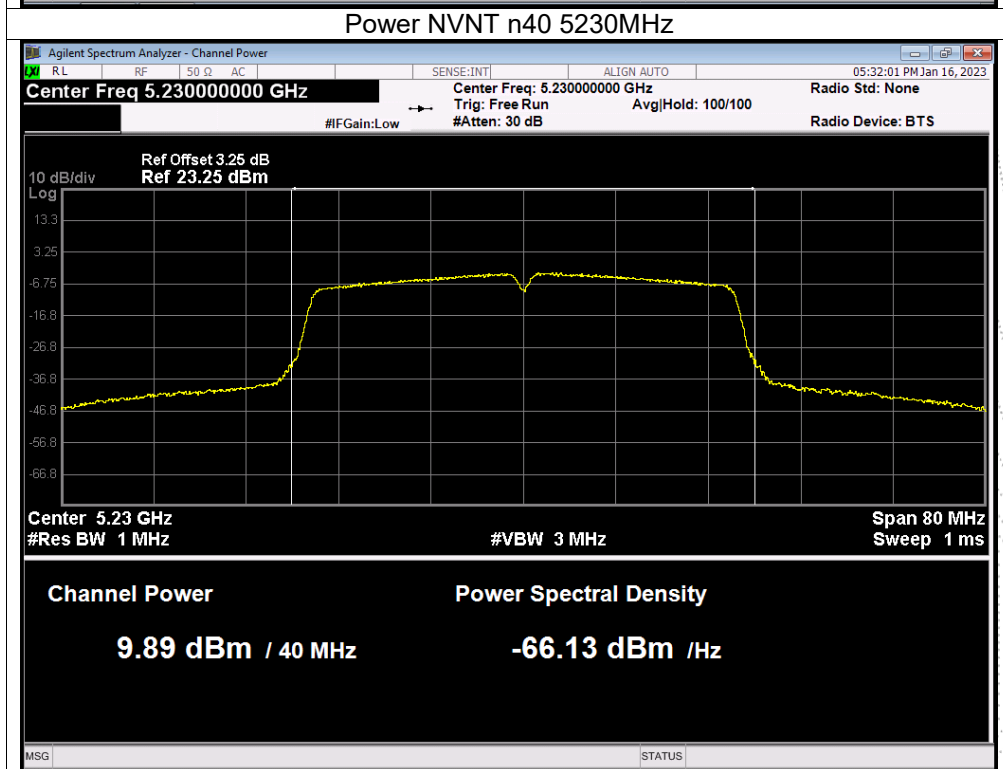 Power NVNT n40 5230MHz
Agilent Spectrum Analyzer - Channel Power
LXI RL RF 50 Ω AC SENSE:INT ALIGN AUTO 05:32:01 PM Jan 16, 2023
Center Freq 5.230000000 GHz Center Freq: 5.230000000 GHz Radio Std: None
Trig: Free Run Avg|Hold: 100/100
#IFGain:Low #Atten: 30 dB Radio Device: BTS
Ref Offset 3.25 dB
10 dB/div Ref 23.25 dBm
Log
13.3
3.25
-6.75
-16.8
-26.8
-36.8
-46.8
-56.8
-66.8
Center 5.23 GHz Span 80 MHz
#Res BW 1 MHz #VBW 3 MHz Sweep 1 ms
Channel Power Power Spectral Density
9.89 dBm / 40 MHz -66.13 dBm /Hz
MSG STATUS